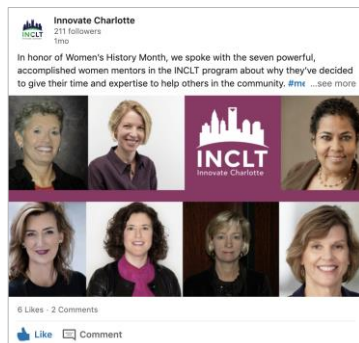 INCLT
Innovate Charlotte
211 followers
1mo
In honor of Women's History Month, we spoke with the seven powerful,
accomplished women mentors in the INCLT program about why they've decided
to give their time and expertise to help others in the community. #me ...see more
INCLT
Innovate Charlotte
6 Likes · 2 Comments
Like Comment